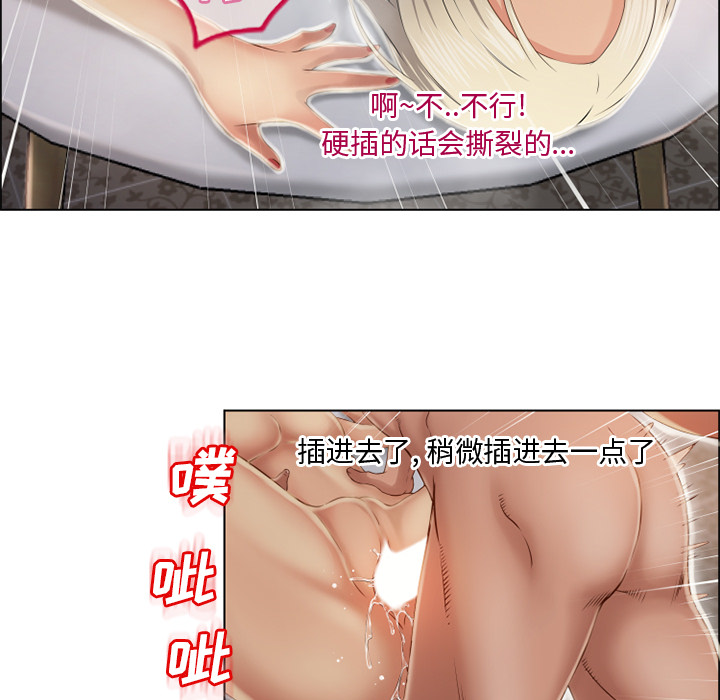 啊~不..不行!
硬插的话会撕裂的...
插进去了, 稍微插进去一点了
噗
呲
呲